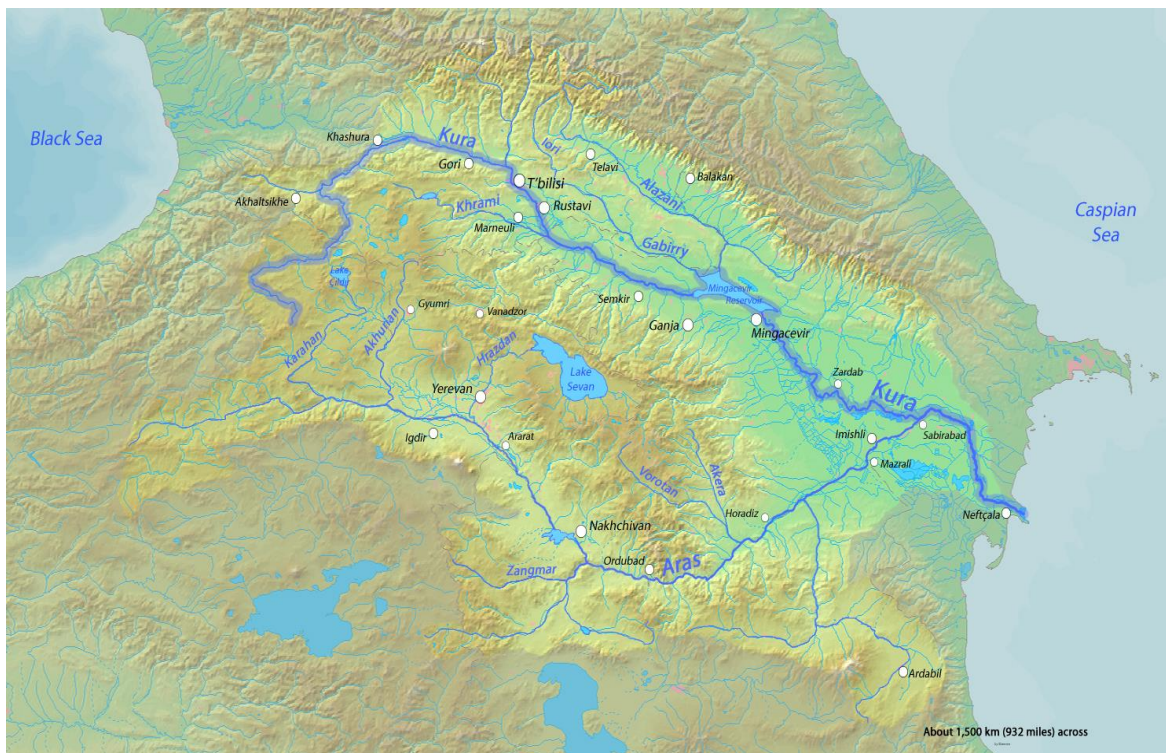 Black Sea
Khashura
Kura
Iori
Gori
Telavi
T'bilisi
Balakan
Alazani
Akhaltsikhe
Khrami
Rustavi
Marneuli
Caspian
Sea
Gabirry
Lake
Çildir
Mingacevir
Reservoir
Semkir
Gyumri
Vanadzor
Ganja
Mingacevir
Karahan
Akhurian
Hrazdan
Lake
Sevan
Zardab
Kura
Yerevan
Sabirabad
Igdir
Ararat
Imishli
Mazrall
Vorotan
Akera
Horadiz
Neftçala
Nakhchivan
Ordubad
Aras
Zangmar
Ardabil
About 1,500 km (932 miles) across